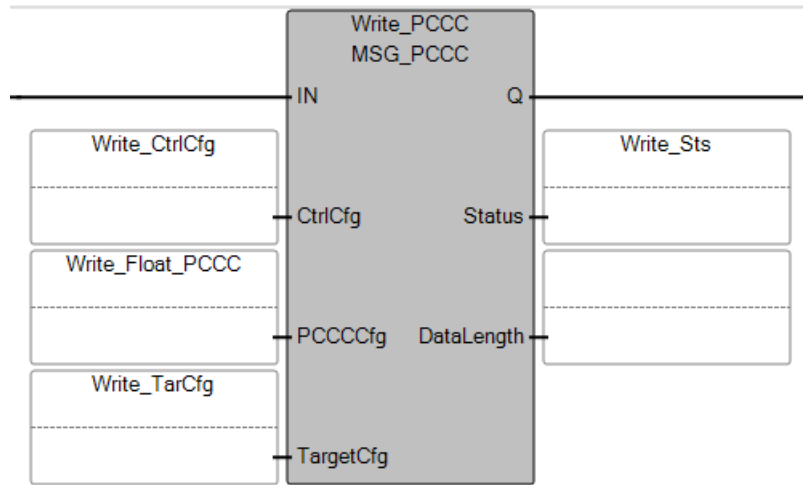 Write_PCCC
MSG_PCCC
IN Q
Write_CtrlCfg Write_Sts
CtrlCfg Status
Write_Float_PCCC
PCCCCfg DataLength
Write_TarCfg
TargetCfg